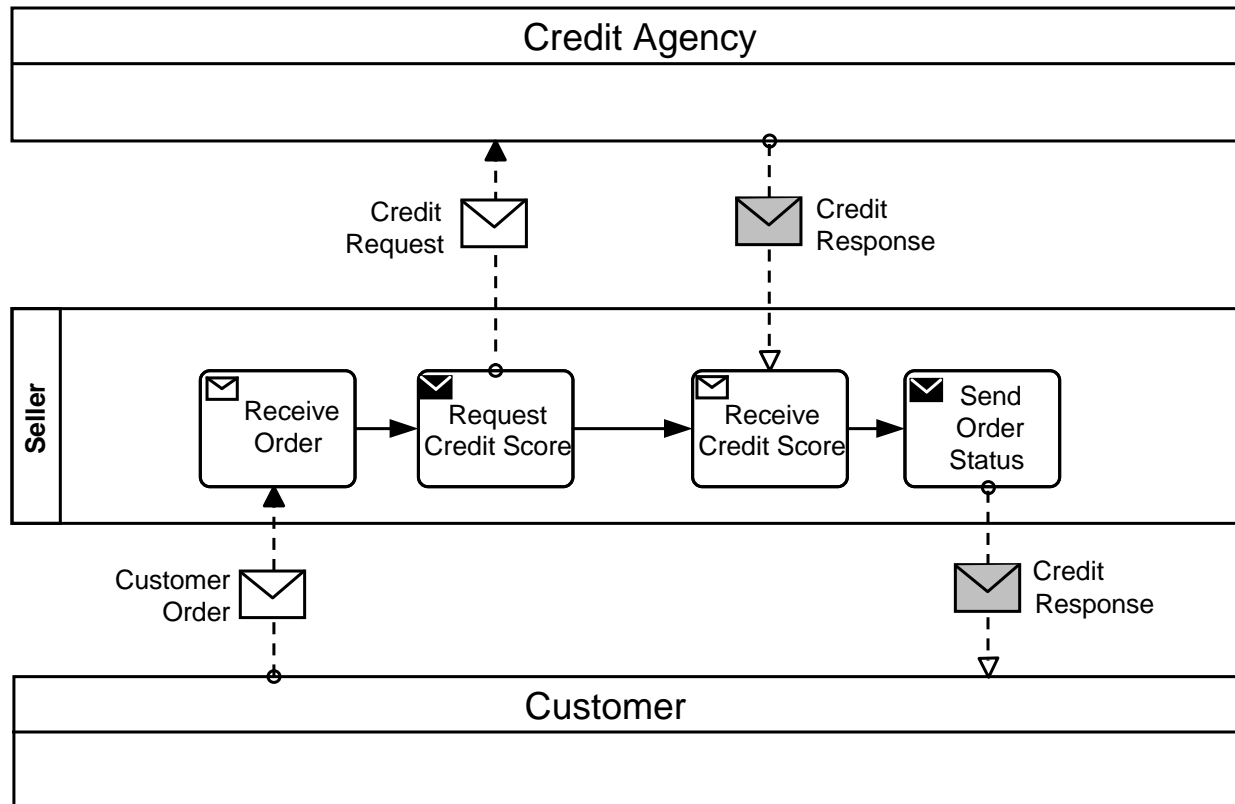 Credit Agency
Credit
Request
Credit
Response
Seller
Receive
Order
Request
Credit Score
Receive
Credit Score
Send
Order
Status
Customer
Order
Credit
Response
Customer